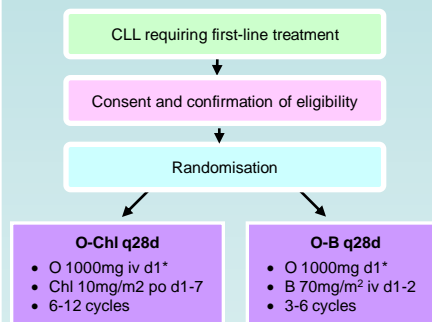 CLL requiring first-line treatment
Consent and confirmation of eligibility
Randomisation
O-Chl q28d
• O 1000mg iv d1*
• Chl 10mg/m2 po d1-7
• 6-12 cycles
O-B q28d
• O 1000mg d1*
• B 70mg/m² iv d1-2
• 3-6 cycles